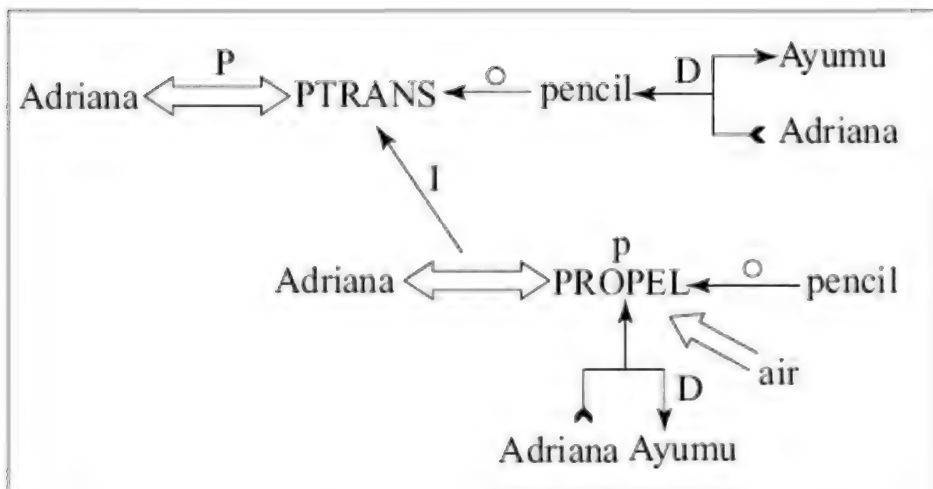 P
Adriana PTRANS O pencil D Ayumu
Adriana
I
p
Adriana PROPEL O pencil
air
D
Adriana Ayumu